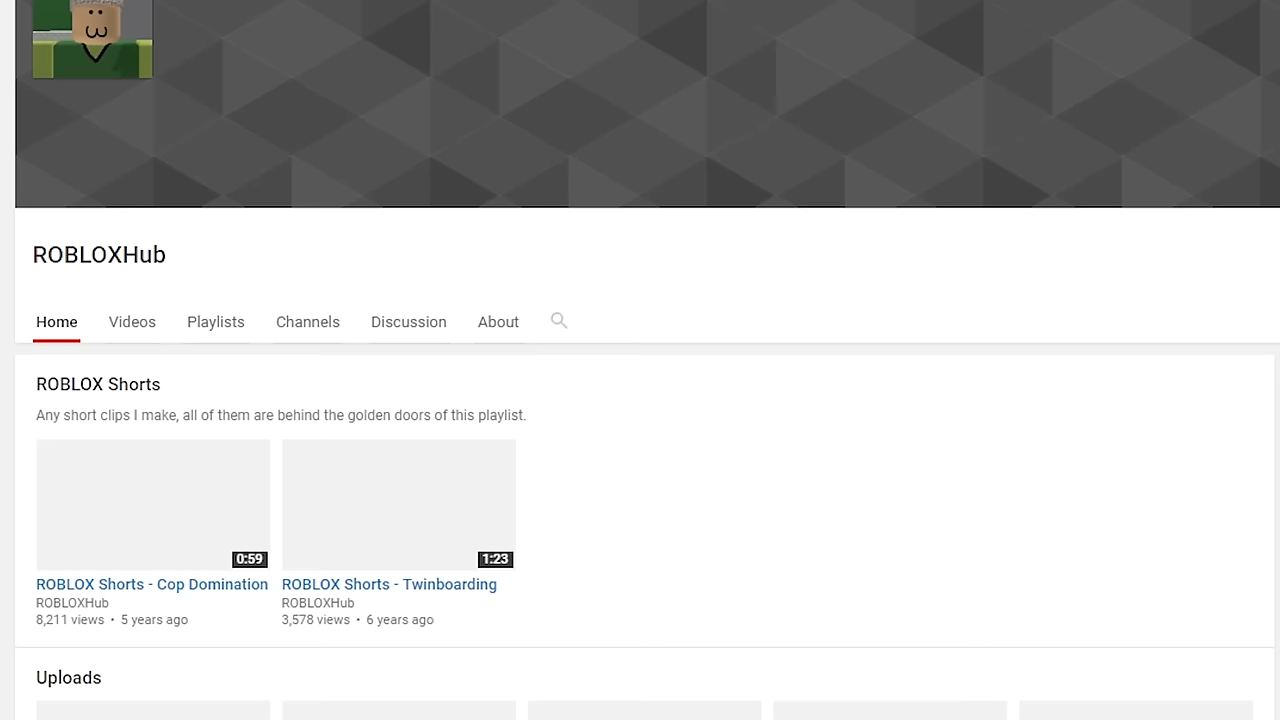 ROBLOXHub
Home Videos Playlists Channels Discussion About
ROBLOX Shorts
Any short clips I make, all of them are behind the golden doors of this playlist.
0:59 1:23
ROBLOX Shorts - Cop Domination ROBLOX Shorts - Twinboarding
ROBLOXHub ROBLOXHub
8,211 views • 5 years ago 3,578 views • 6 years ago
Uploads